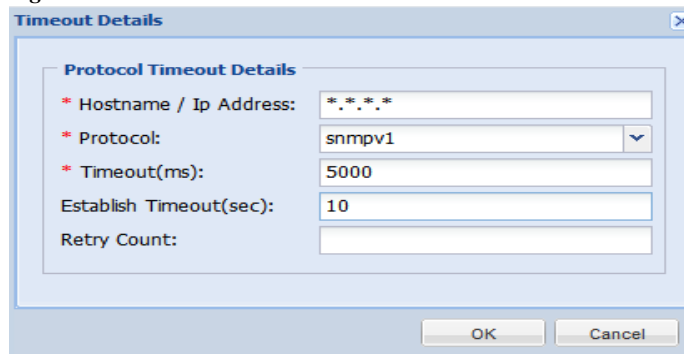 Timeout Details
Protocol Timeout Details
* Hostname / Ip Address: *.*.*.*
* Protocol: snmpv1
* Timeout(ms): 5000
Establish Timeout(sec): 10
Retry Count:
OK Cancel